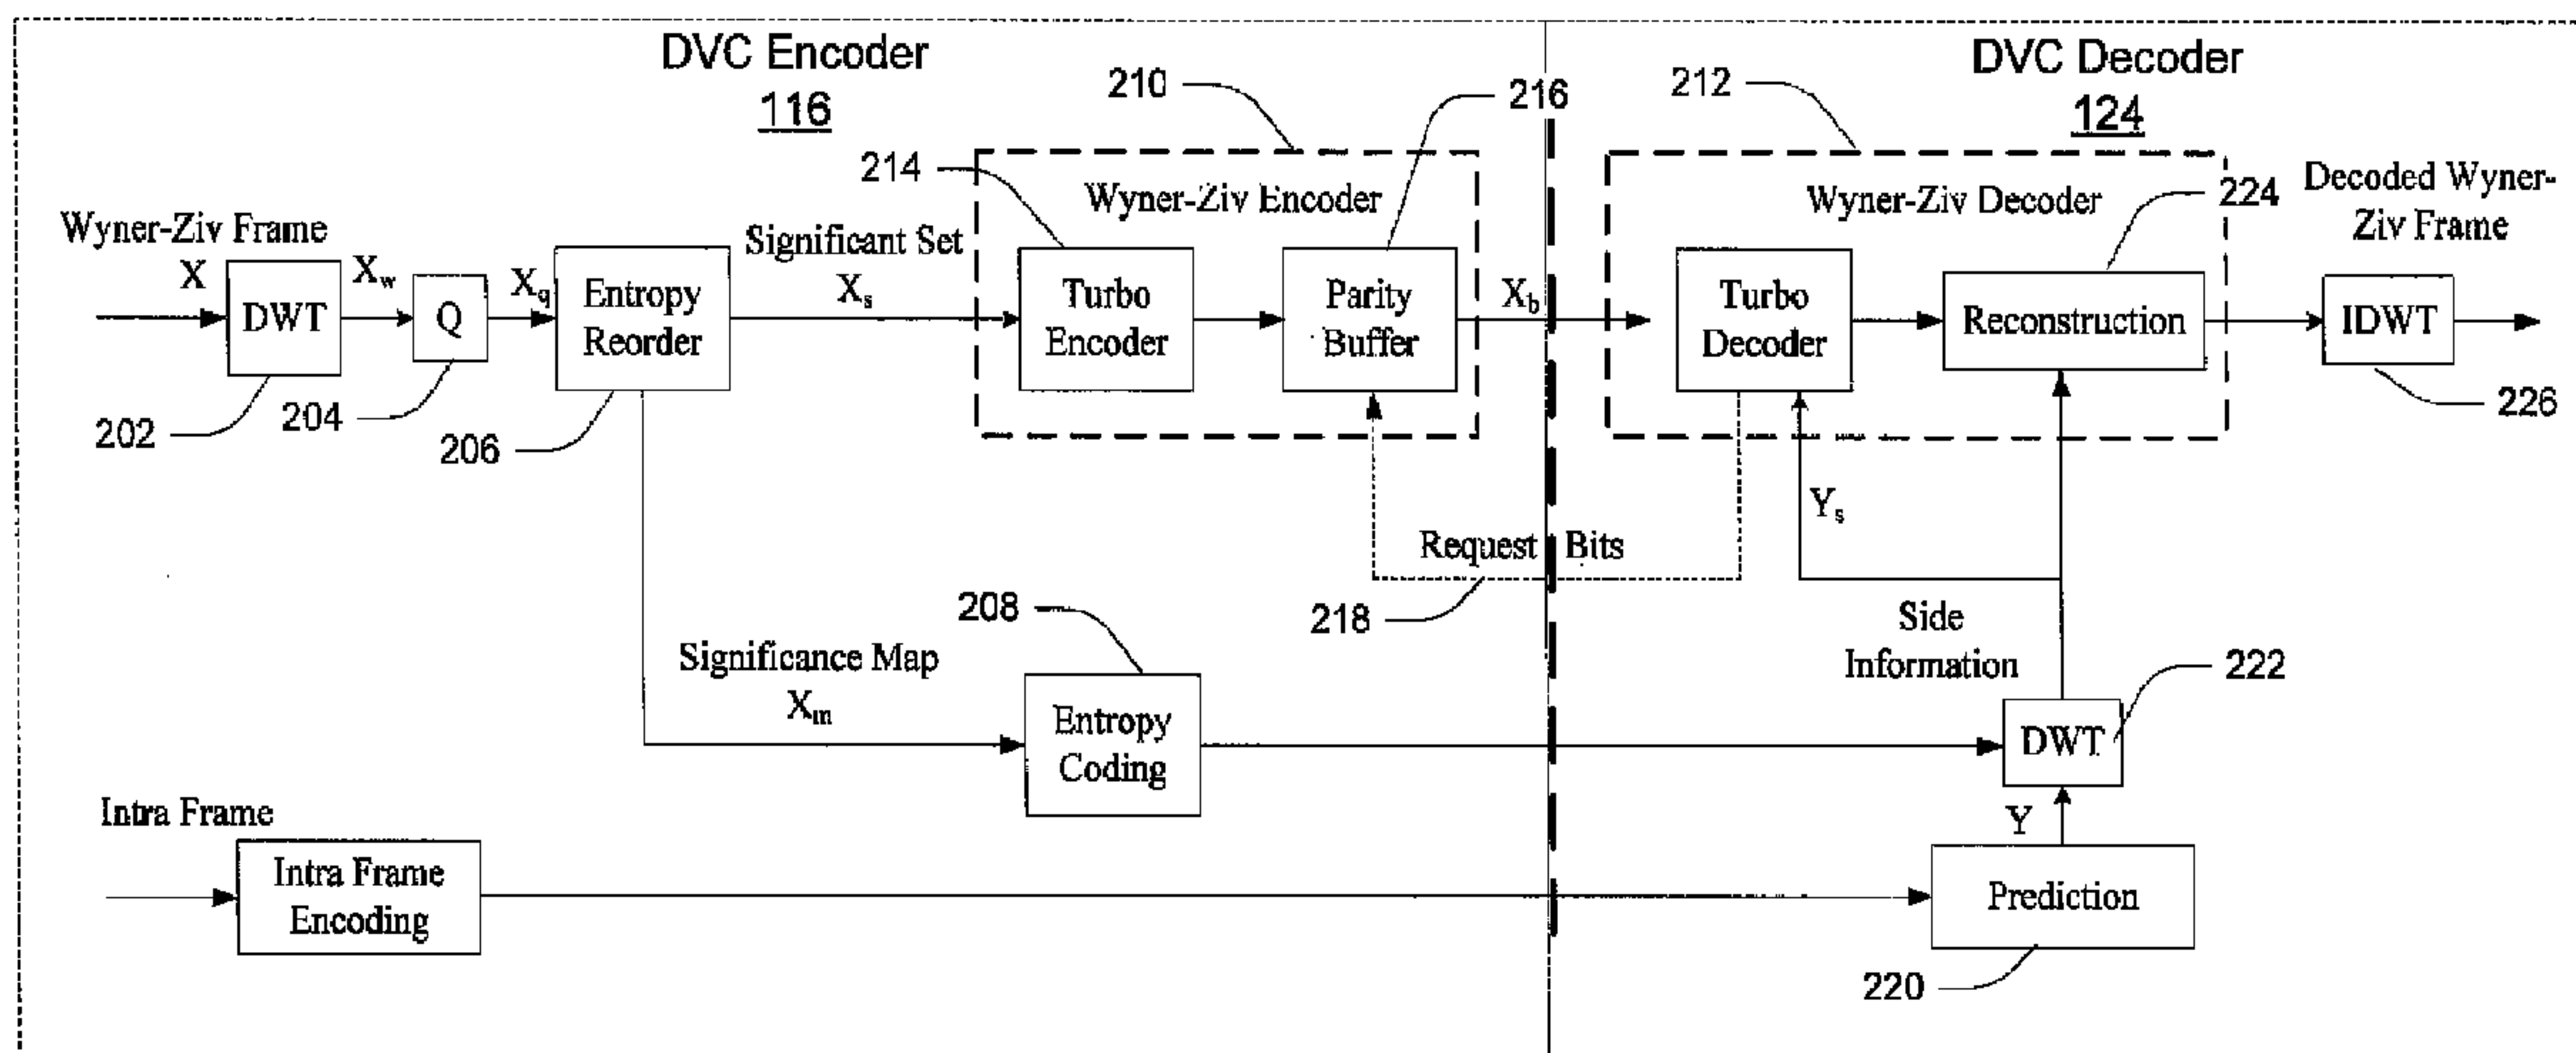 DVC Encoder
116
DVC Decoder
124
210
216
212
214
224
Wyner-Ziv Encoder
Wyner-Ziv Decoder
Decoded Wyner-
Ziv Frame
Wyner-Ziv Frame
X
Xw
Xq
Significant Set
Xs
DWT
Q
Entropy
Reorder
Turbo
Encoder
Parity
Buffer
Xb
Turbo
Decoder
Reconstruction
IDWT
202
204
206
226
Ys
Request Bits
218
208
Side
Information
222
Significance Map
Xm
Entropy
Coding
DWT
Intra Frame
Y
Intra Frame
Encoding
Prediction
220